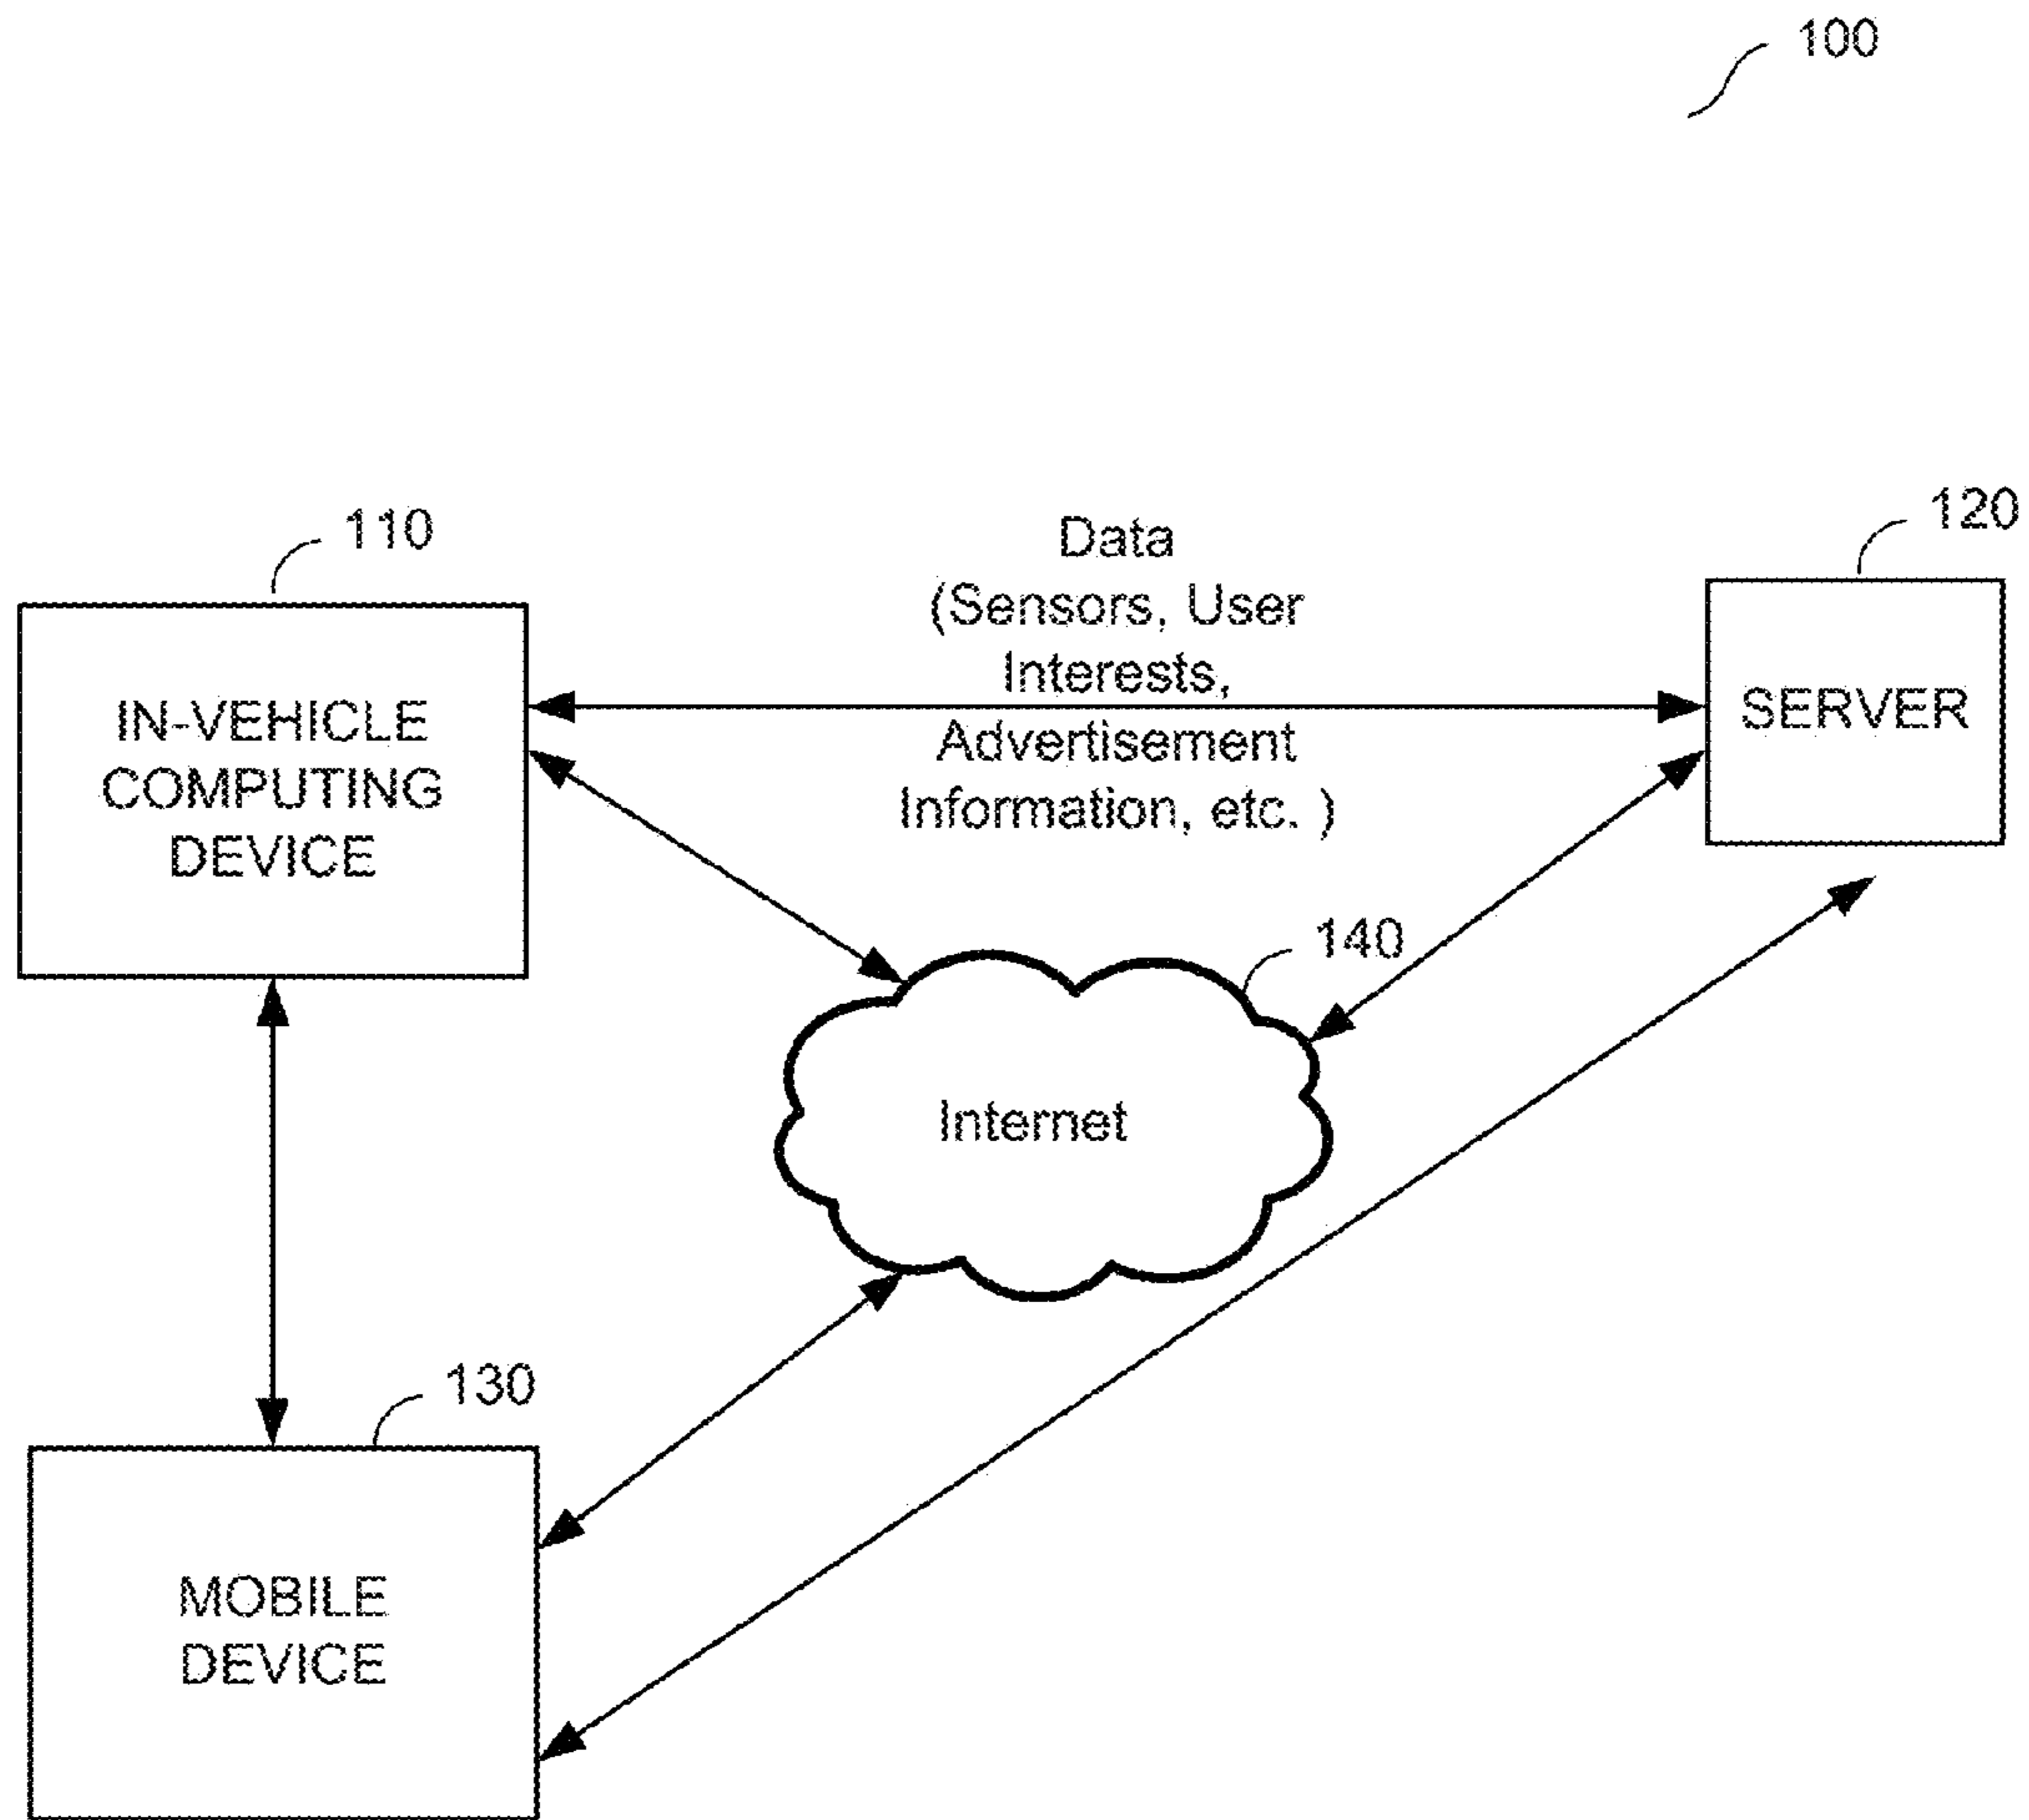 100
110
120
Data
(Sensors, User
Interests,
Advertisement
Information, etc. )
IN-VEHICLE
COMPUTING
DEVICE
SERVER
140
Internet
130
MOBILE
DEVICE